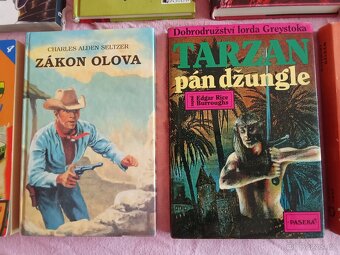 CHARLES ALDEN SELTZER
ZÁKON OLOVA
Dobrodružství lorda Greystoka
TARZAN
pán džungle
Edgar Rice
Burroughs
PASEKA